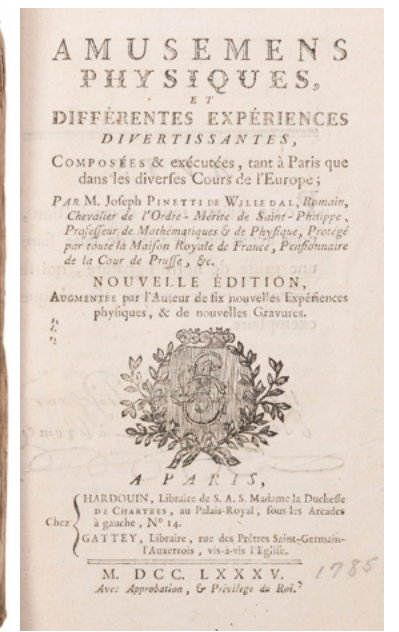 AMUSEMENS
PHYSIQUES,
ET
DIFFÉRENTES EXPÉRIENCES
DIVERTISSANTES,
COMPOSÉES & exécutées, tant à Paris que
dans les diverses Cours de l'Europe;
PAR M. Joseph PINETTI DE WILLEDAL, Romain,
Chevalier de l'Ordre-Mérite de Saint-Philippe,
Professeur de Mathématiques & de Physique, Protégé
par toute la Maison Royale de France, Pensionnaire
de la Cour de Prusse, &c.
NOUVELLE ÉDITION,
AUGMENTÉE par l'Auteur de six nouvelles Expériences
physiques, & de nouvelles Gravures.
A PARIS,
Chez
HARDOUIN, Libraire de S. A. S. Madame la Duchesse
DE CHARTRES, au Palais-Royal, sous les Arcades
à gauche, N° 14.
GATTEY, Libraire, rue des Prêtres Saint-Germain-
l'Auxerrois, vis-à-vis l'Eglise.
M. DCC. LXXXV.
1785
Avec Approbation, & Privilege du Roi.